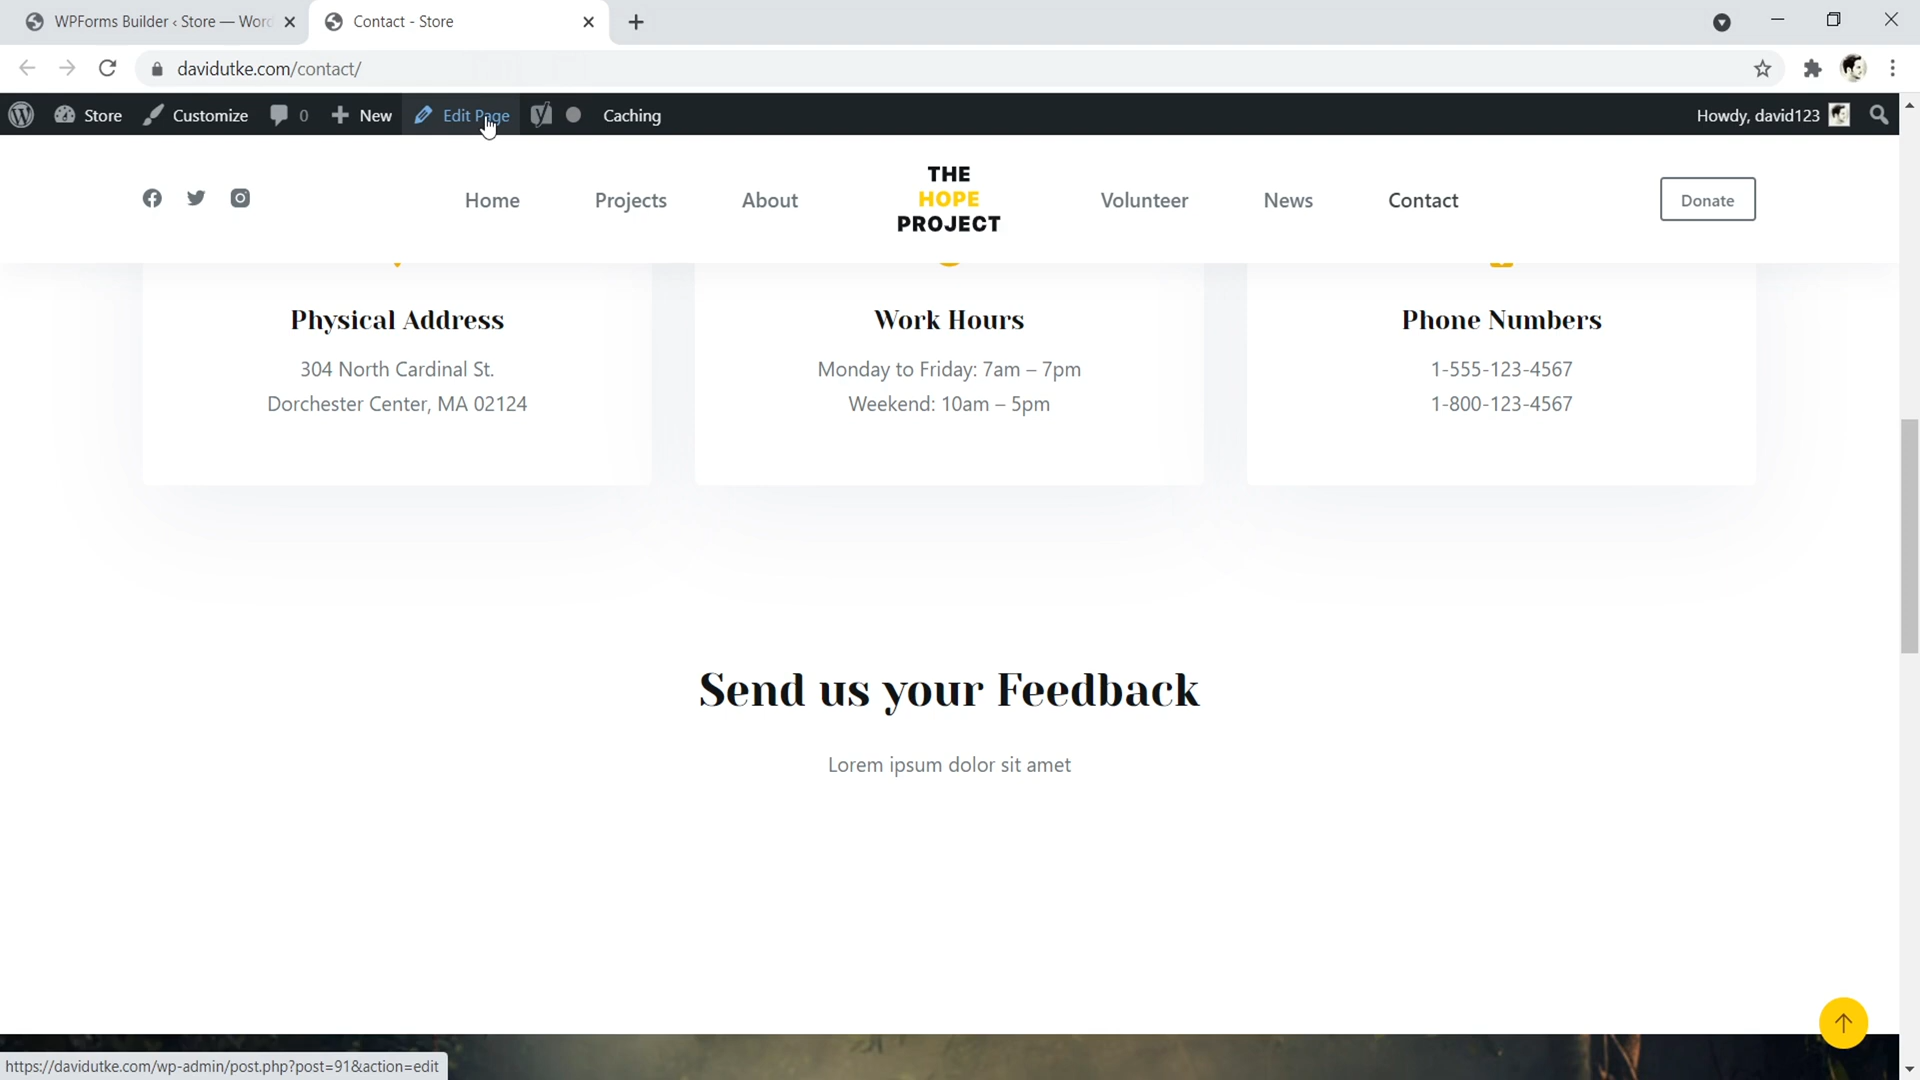 WPForms Builder ‹ Store — Word
Contact - Store
davidutke.com/contact/
Store
Customize
0
New
Edit Page
Caching
Howdy, david123
Home
Projects
About
THE
HOPE
PROJECT
Volunteer
News
Contact
Donate
Physical Address
304 North Cardinal St.
Dorchester Center, MA 02124
Work Hours
Monday to Friday: 7am – 7pm
Weekend: 10am – 5pm
Phone Numbers
1-555-123-4567
1-800-123-4567
Send us your Feedback
Lorem ipsum dolor sit amet
https://davidutke.com/wp-admin/post.php?post=91&action=edit